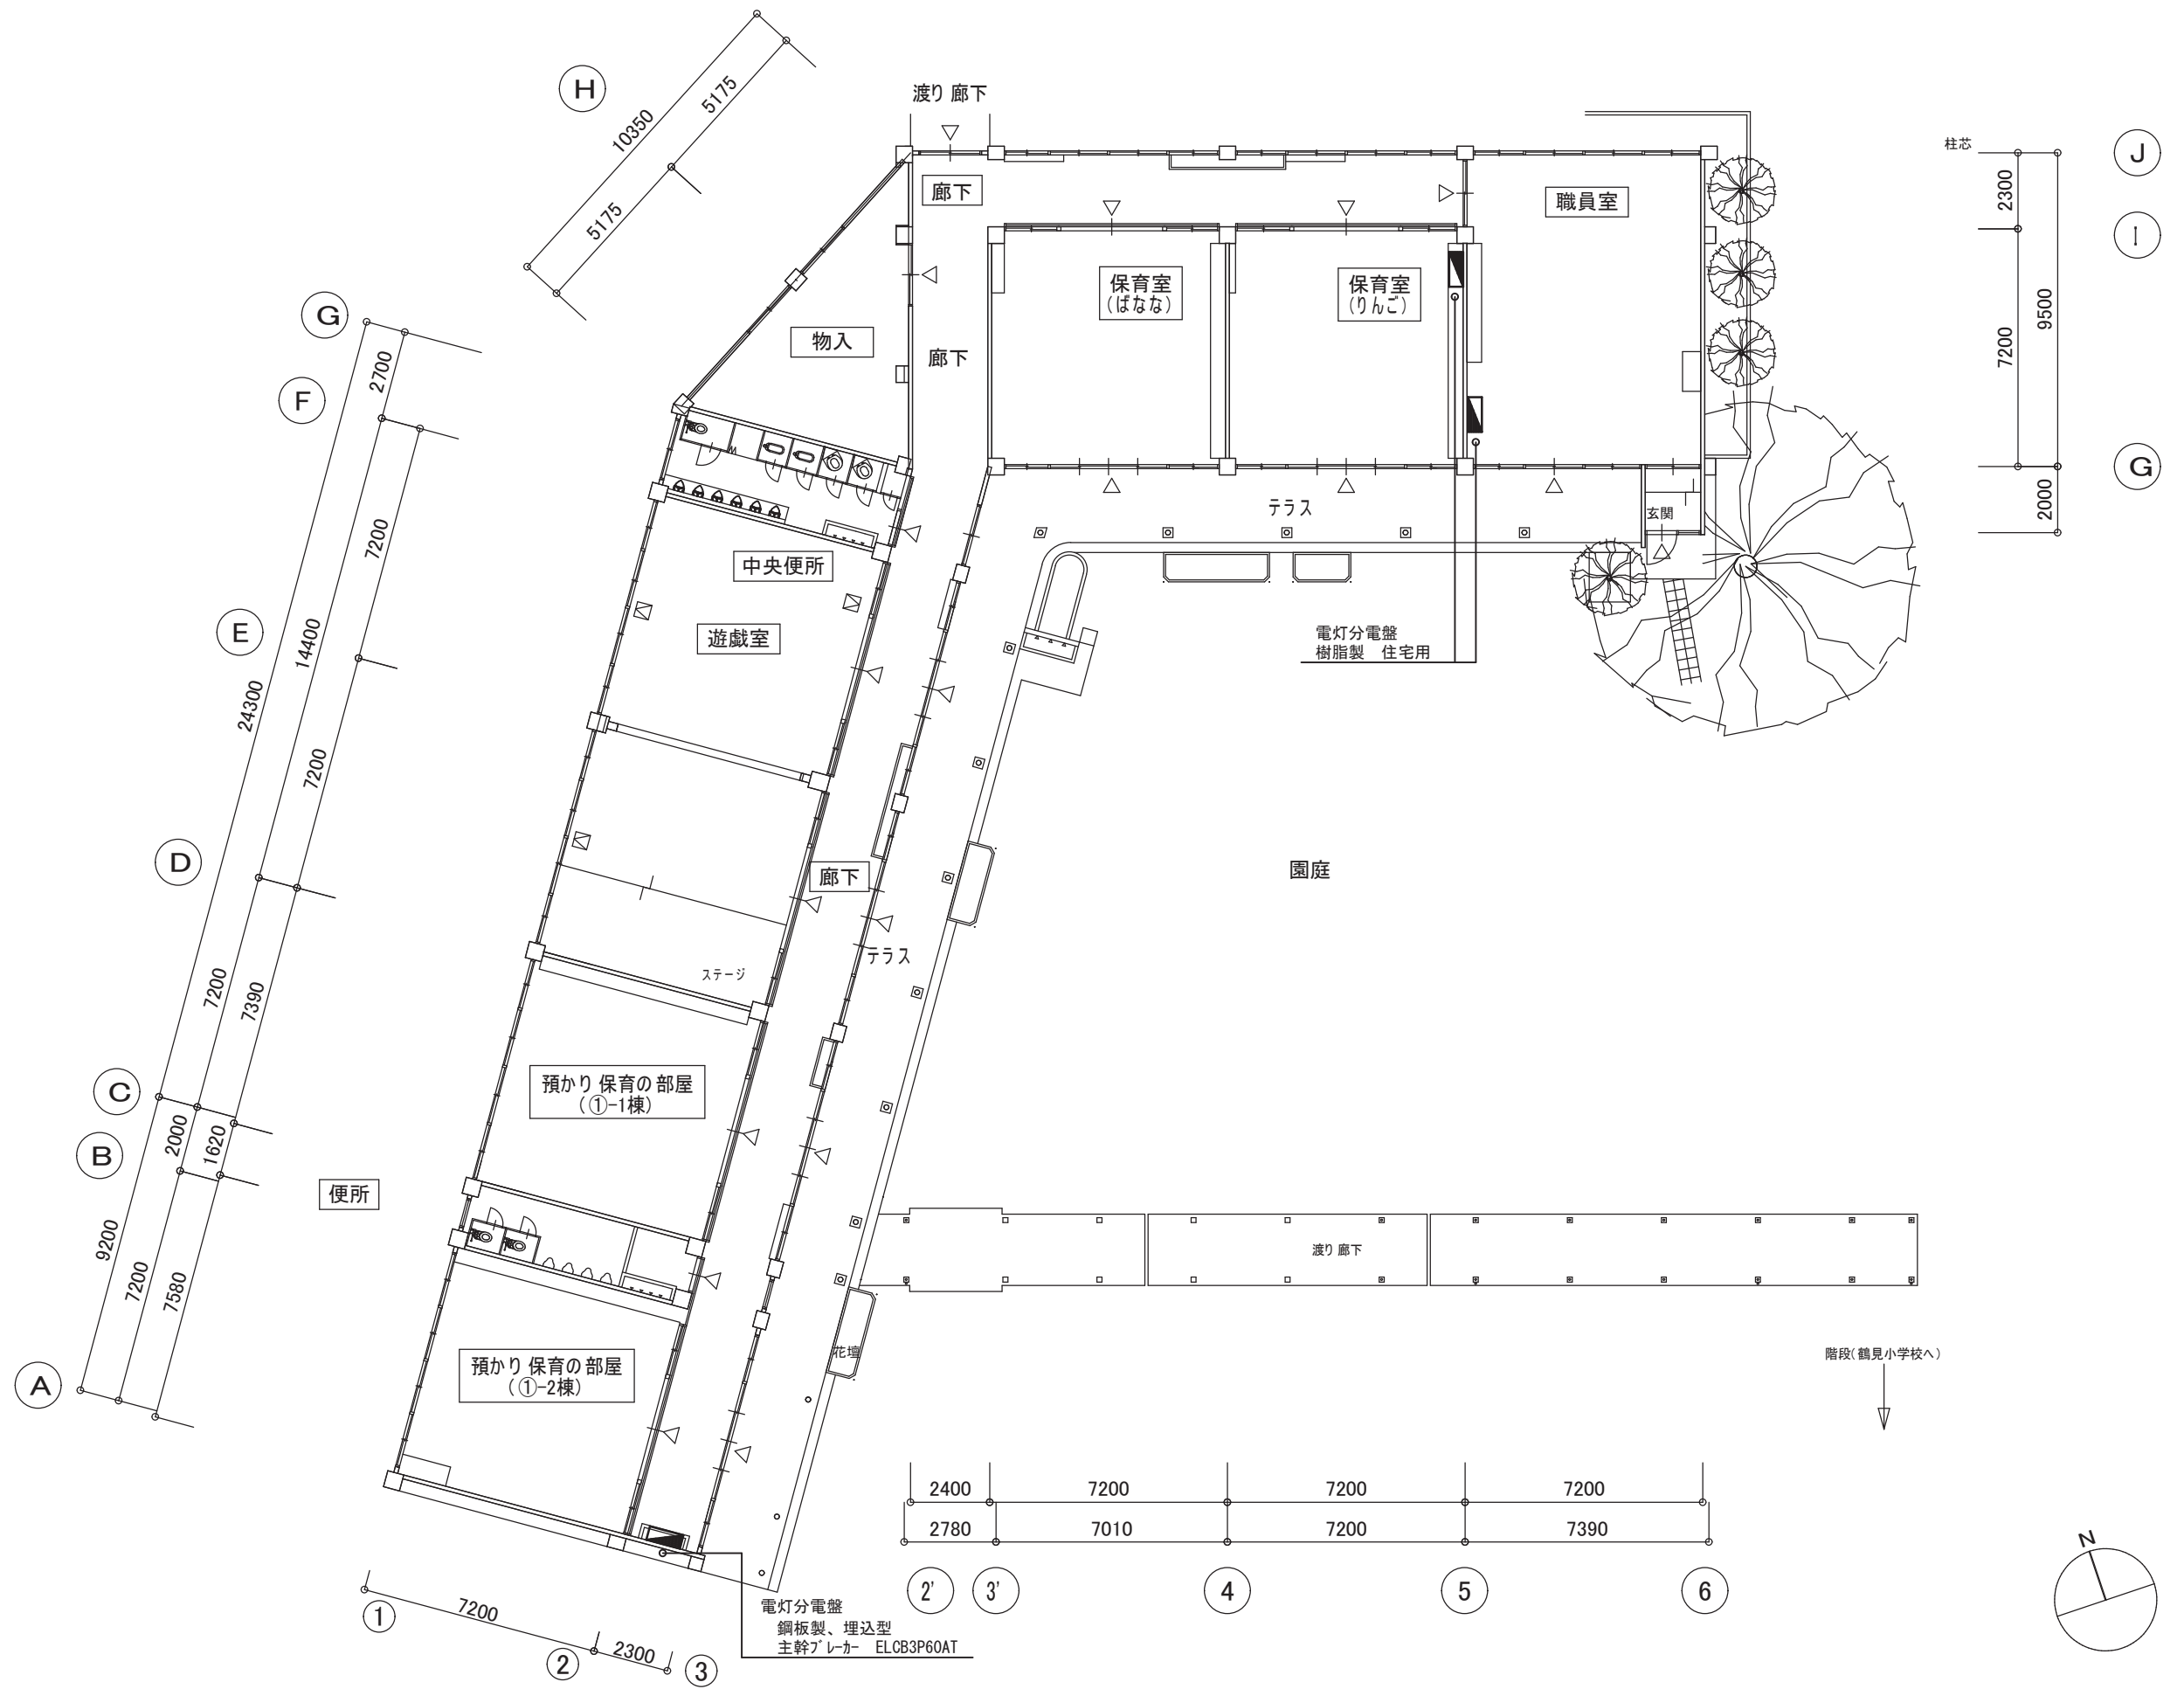 H
10350
5175
5175
渡り廊下
廊下
職員室
柱芯
J
2300
I
9500
7200
G
2000
保育室
(ばなな)
保育室
(りんご)
G
2700
F
物入
廊下
7200
テラス
玄関
中央便所
遊戯室
電灯分電盤
樹脂製　住宅用
E
14400
24300
7200
D
廊下
園庭
テラス
ステージ
7200
7390
C
2000
1620
B
預かり保育の部屋
(①-1棟)
便所
9200
7200
7580
渡り廊下
A
預かり保育の部屋
(①-2棟)
花壇
階段(鶴見小学校へ)
2400
7200
7200
7200
2780
7010
7200
7390
2'
3'
4
5
6
N
1
7200
2
2300
3
電灯分電盤
鋼板製、埋込型
主幹ブレーカー　ELCB3P60AT